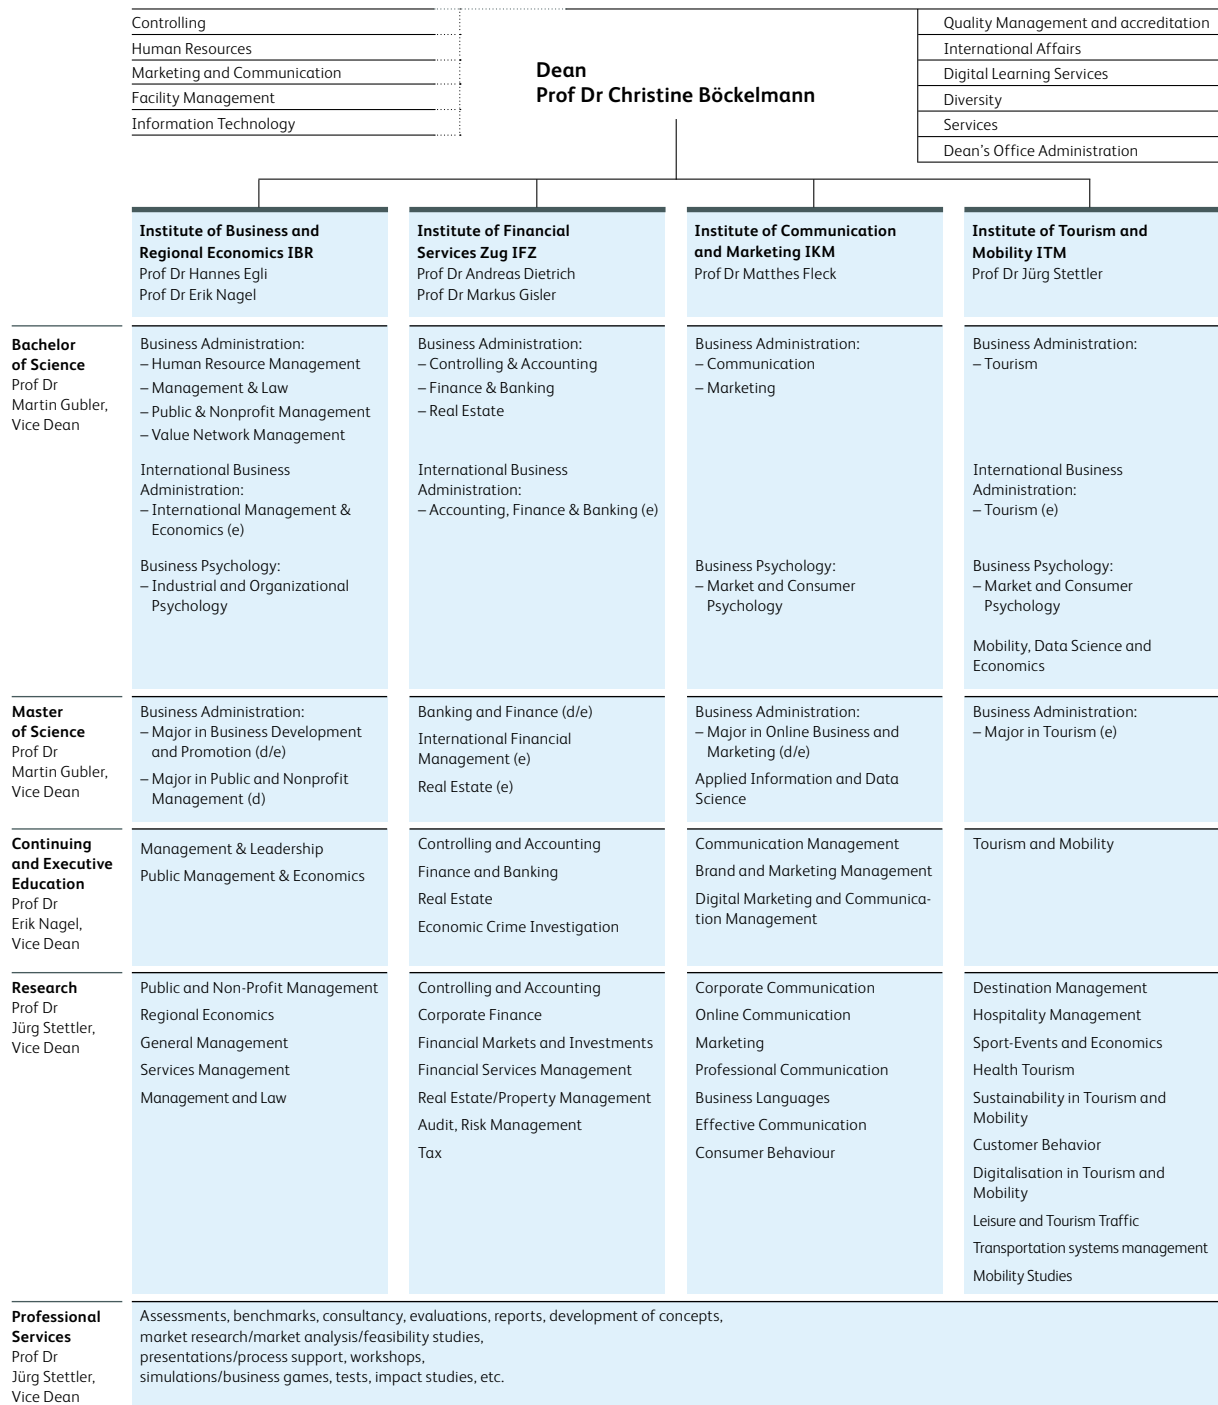 Controlling
Human Resources
Marketing and Communication
Facility Management
Information Technology
Dean
Prof Dr Christine Böckelmann
Quality Management and accreditation
International Affairs
Digital Learning Services
Diversity
Services
Dean's Office Administration
Institute of Business and
Regional Economics IBR
Prof Dr Hannes Egli
Prof Dr Erik Nagel
Institute of Financial
Services Zug IFZ
Prof Dr Andreas Dietrich
Prof Dr Markus Gisler
Institute of Communication
and Marketing IKM
Prof Dr Matthes Fleck
Institute of Tourism and
Mobility ITM
Prof Dr Jürg Stettler
Bachelor
of Science
Prof Dr
Martin Gubler,
Vice Dean
Business Administration:
– Human Resource Management
– Management & Law
– Public & Nonprofit Management
– Value Network Management
International Business
Administration:
– International Management &
Economics (e)
Business Psychology:
– Industrial and Organizational
Psychology
Business Administration:
– Controlling & Accounting
– Finance & Banking
– Real Estate
International Business
Administration:
– Accounting, Finance & Banking (e)
Business Administration:
– Communication
– Marketing
Business Psychology:
– Market and Consumer
Psychology
Business Administration:
– Tourism
International Business
Administration:
– Tourism (e)
Business Psychology:
– Market and Consumer
Psychology
Mobility, Data Science and
Economics
Master
of Science
Prof Dr
Martin Gubler,
Vice Dean
Business Administration:
– Major in Business Development
and Promotion (d/e)
– Major in Public and Nonprofit
Management (d)
Banking and Finance (d/e)
International Financial
Management (e)
Real Estate (e)
Business Administration:
– Major in Online Business and
Marketing (d/e)
Applied Information and Data
Science
Business Administration:
– Major in Tourism (e)
Continuing
and Executive
Education
Prof Dr
Erik Nagel,
Vice Dean
Management & Leadership
Public Management & Economics
Controlling and Accounting
Finance and Banking
Real Estate
Economic Crime Investigation
Communication Management
Brand and Marketing Management
Digital Marketing and Communica-
tion Management
Tourism and Mobility
Research
Prof Dr
Jürg Stettler,
Vice Dean
Public and Non-Profit Management
Regional Economics
General Management
Services Management
Management and Law
Controlling and Accounting
Corporate Finance
Financial Markets and Investments
Financial Services Management
Real Estate/Property Management
Audit, Risk Management
Tax
Corporate Communication
Online Communication
Marketing
Professional Communication
Business Languages
Effective Communication
Consumer Behaviour
Destination Management
Hospitality Management
Sport-Events and Economics
Health Tourism
Sustainability in Tourism and
Mobility
Customer Behavior
Digitalisation in Tourism and
Mobility
Leisure and Tourism Traffic
Transportation systems management
Mobility Studies
Professional
Services
Prof Dr
Jürg Stettler,
Vice Dean
Assessments, benchmarks, consultancy, evaluations, reports, development of concepts,
market research/market analysis/feasibility studies,
presentations/process support, workshops,
simulations/business games, tests, impact studies, etc.